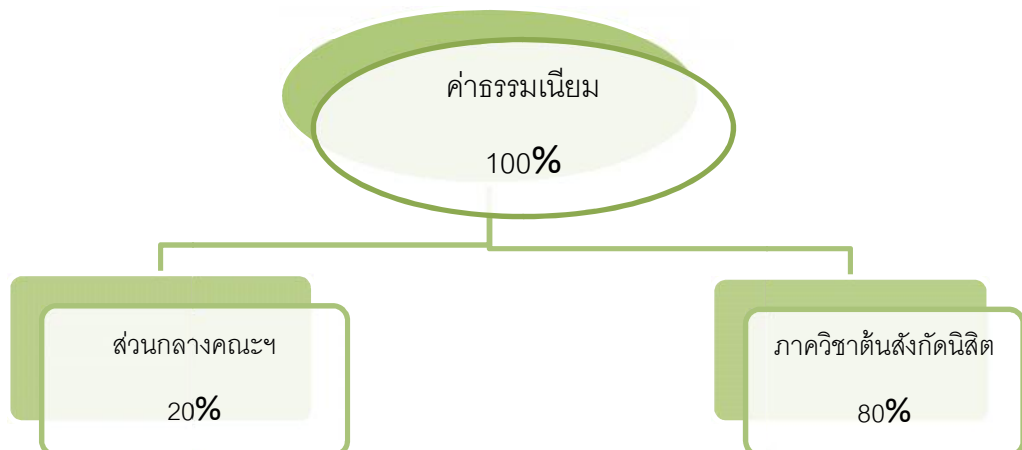 ค่าธรรมเนียม
100%
ส่วนกลางคณะฯ
20%
ภาควิชาต้นสังกัดนิสิต
80%